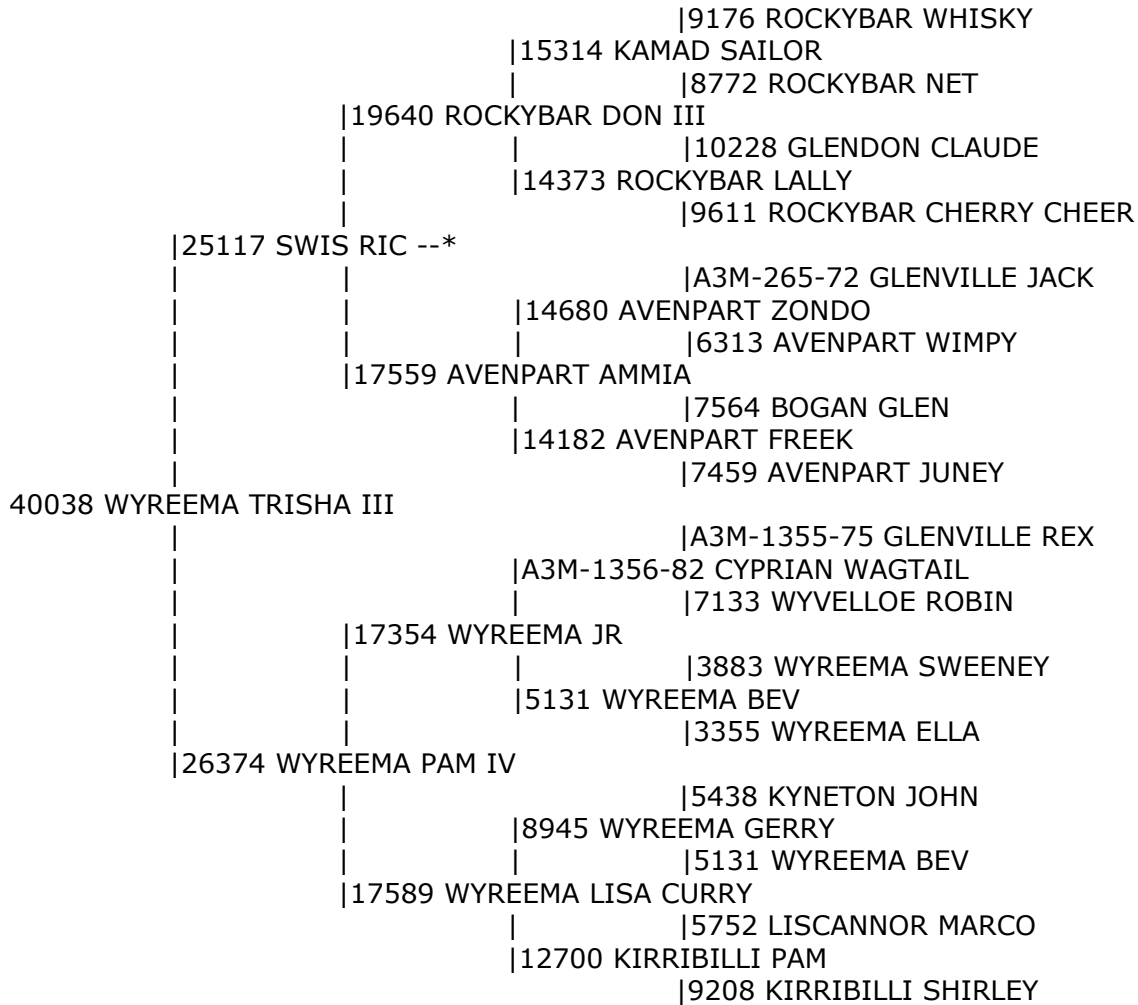 |9176 ROCKYBAR WHISKY
|15314 KAMAD SAILOR
| |8772 ROCKYBAR NET
|19640 ROCKYBAR DON III
| | |10228 GLENDON CLAUDE
| |14373 ROCKYBAR LALLY
| |9611 ROCKYBAR CHERRY CHEER
|25117 SWIS RIC --*
| | |A3M-265-72 GLENVILLE JACK
| | |14680 AVENPART ZONDO
| | | |6313 AVENPART WIMPY
| |17559 AVENPART AMMIA
| | |7564 BOGAN GLEN
| |14182 AVENPART FREEK
| |7459 AVENPART JUNEY
40038 WYREEMA TRISHA III
| |A3M-1355-75 GLENVILLE REX
| |A3M-1356-82 CYPRIAN WAGTAIL
| | |7133 WYVELLOE ROBIN
| |17354 WYREEMA JR
| | | |3883 WYREEMA SWEENEY
| | |5131 WYREEMA BEV
| | |3355 WYREEMA ELLA
|26374 WYREEMA PAM IV
| |5438 KYNETON JOHN
| |8945 WYREEMA GERRY
| | |5131 WYREEMA BEV
|17589 WYREEMA LISA CURRY
| |5752 LISCANNOR MARCO
|12700 KIRRIBILLI PAM
|9208 KIRRIBILLI SHIRLEY